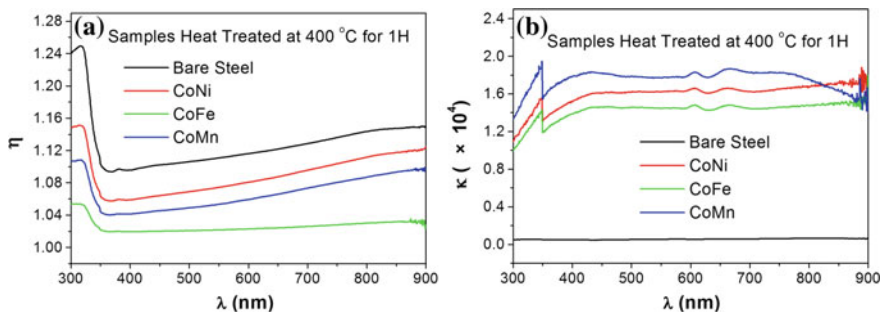 (a)
Samples Heat Treated at 400 °C for 1H
Bare Steel
CoNi
CoFe
CoMn
η
1.28
1.24
1.20
1.16
1.12
1.08
1.04
1.00
300 400 500 600 700 800 900
λ (nm)
(b)
Samples Heat Treated at 400 °C for 1H
Bare Steel
CoNi
CoFe
CoMn
κ ( × 10⁴)
2.4
2.0
1.6
1.2
0.8
0.4
0.0
300 400 500 600 700 800 900
λ (nm)